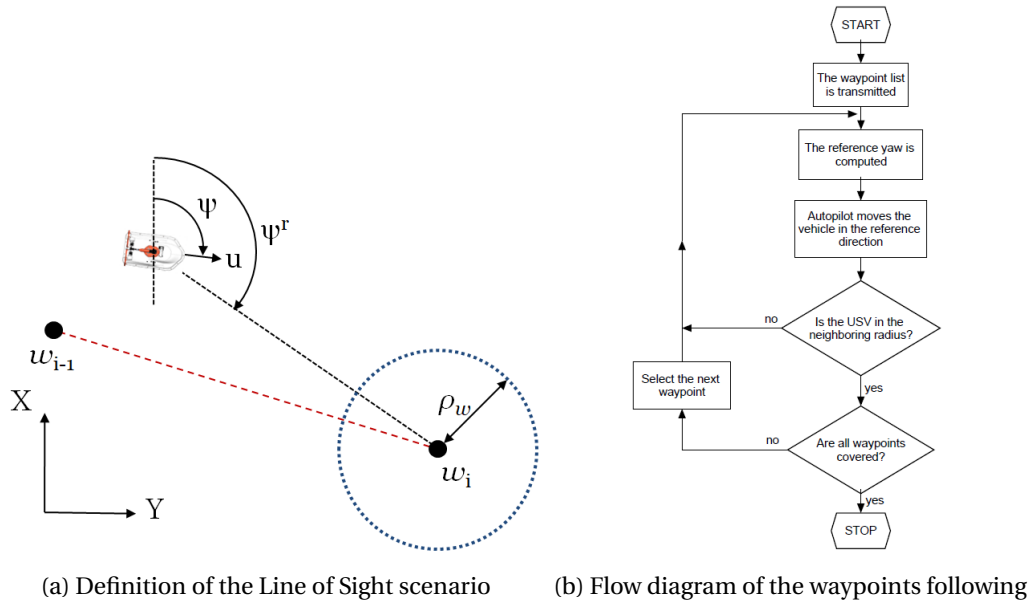 ψ
ψʳ
u
w_{i-1}
ρ_w
w_i
X
Y
(a) Definition of the Line of Sight scenario
START
The waypoint list
is transmitted
The reference yaw is
computed
Autopilot moves the
vehicle in the reference
direction
Is the USV in the
neighboring radius?
no
yes
Select the next
waypoint
Are all waypoints
covered?
no
yes
STOP
(b) Flow diagram of the waypoints following